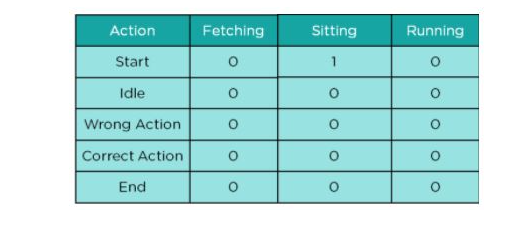 Action Fetching Sitting Running
Start 0 1 0
Idle 0 0 0
Wrong Action 0 0 0
Correct Action 0 0 0
End 0 0 0